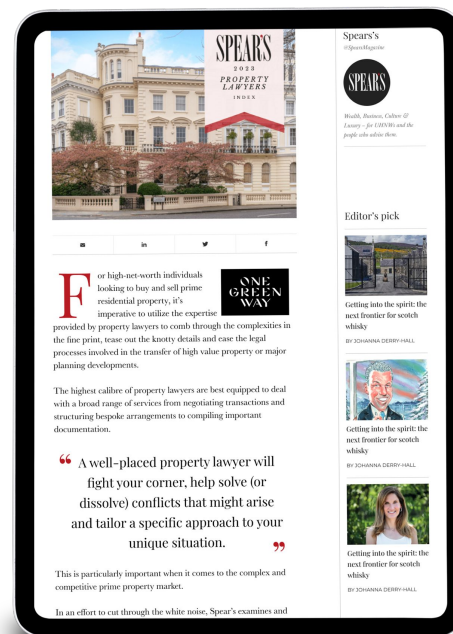 SPEAR'S
2023
PROPERTY
LAWYERS
INDEX
For high-net-worth individuals
looking to buy and sell prime
residential property, it's
imperative to utilize the expertise
provided by property lawyers to comb through the complexities in
the fine print, tease out the knotty details and ease the legal
processes involved in the transfer of high value property or major
planning developments.
ONE
GREEN
WAY
The highest calibre of property lawyers are best equipped to deal
with a broad range of services from negotiating transactions and
structuring bespoke arrangements to compiling important
documentation.
“ A well-placed property lawyer will
fight your corner, help solve (or
dissolve) conflicts that might arise
and tailor a specific approach to your
unique situation. ”
This is particularly important when it comes to the complex and
competitive prime property market.
In an effort to cut through the white noise, Spear's examines and
Spears's
@SpearsMagazine
SPEAR'S
Wealth, Business, Culture &
Luxury – for UHNWs and the
people who advise them.
Editor's pick
Getting into the spirit: the
next frontier for scotch
whisky
BY JOHANNA DERRY-HALL
Getting into the spirit: the
next frontier for scotch
whisky
BY JOHANNA DERRY-HALL
Getting into the spirit: the
next frontier for scotch
whisky
BY JOHANNA DERRY-HALL